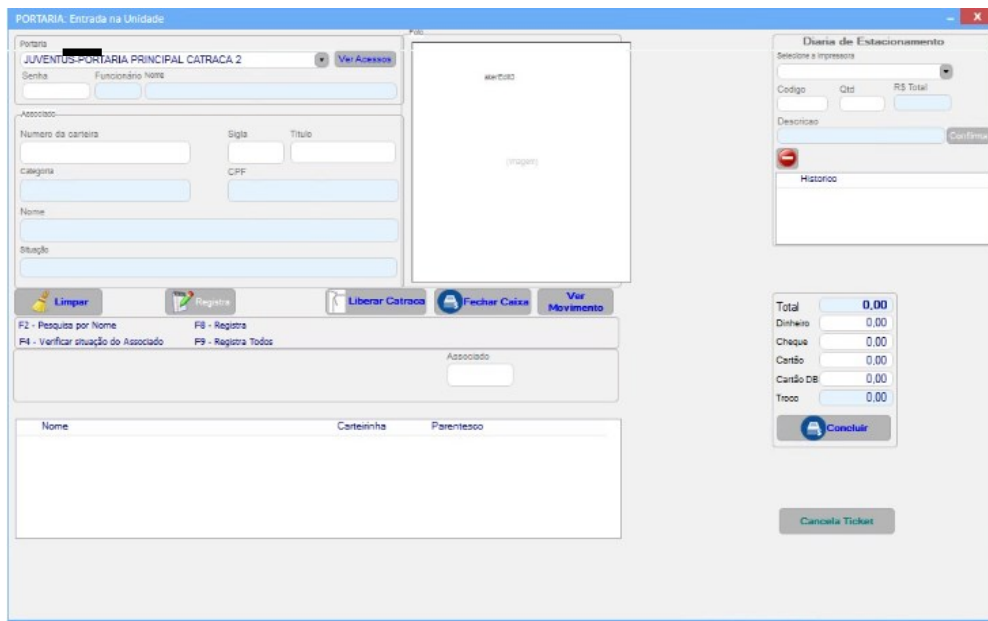 PORTARIA: Entrada na Unidade
Portaria
JUVENTUS-PORTARIA PRINCIPAL CATRACA 2
Ver Acessos
Senha
Funcionário
Nome
Associado
Numero da carteira
Sigla
Título
Categoria
CPF
Nome
Situação
Foto
(Imagem)
Limpar
Registra
Liberar Catraca
Fechar Caixa
Ver Movimento
F2 - Pesquisa por Nome
F8 - Registra
F4 - Verificar situação do Associado
F9 - Registra Todos
Associado
Nome
Carteirinha
Parentesco
Diaria de Estacionamento
Selecione a impressora
Codigo
Qtd
R$ Total
Descricao
Confirma
Historico
Total
0,00
Dinheiro
0,00
Cheque
0,00
Cartão
0,00
Cartão DB
0,00
Troco
0,00
Concluir
Cancela Ticket